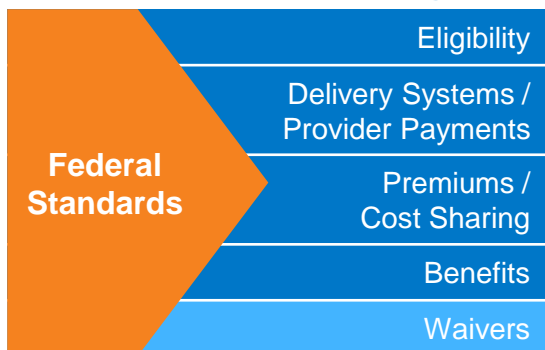 Federal
Standards
Eligibility
Delivery Systems /
Provider Payments
Premiums /
Cost Sharing
Benefits
Waivers